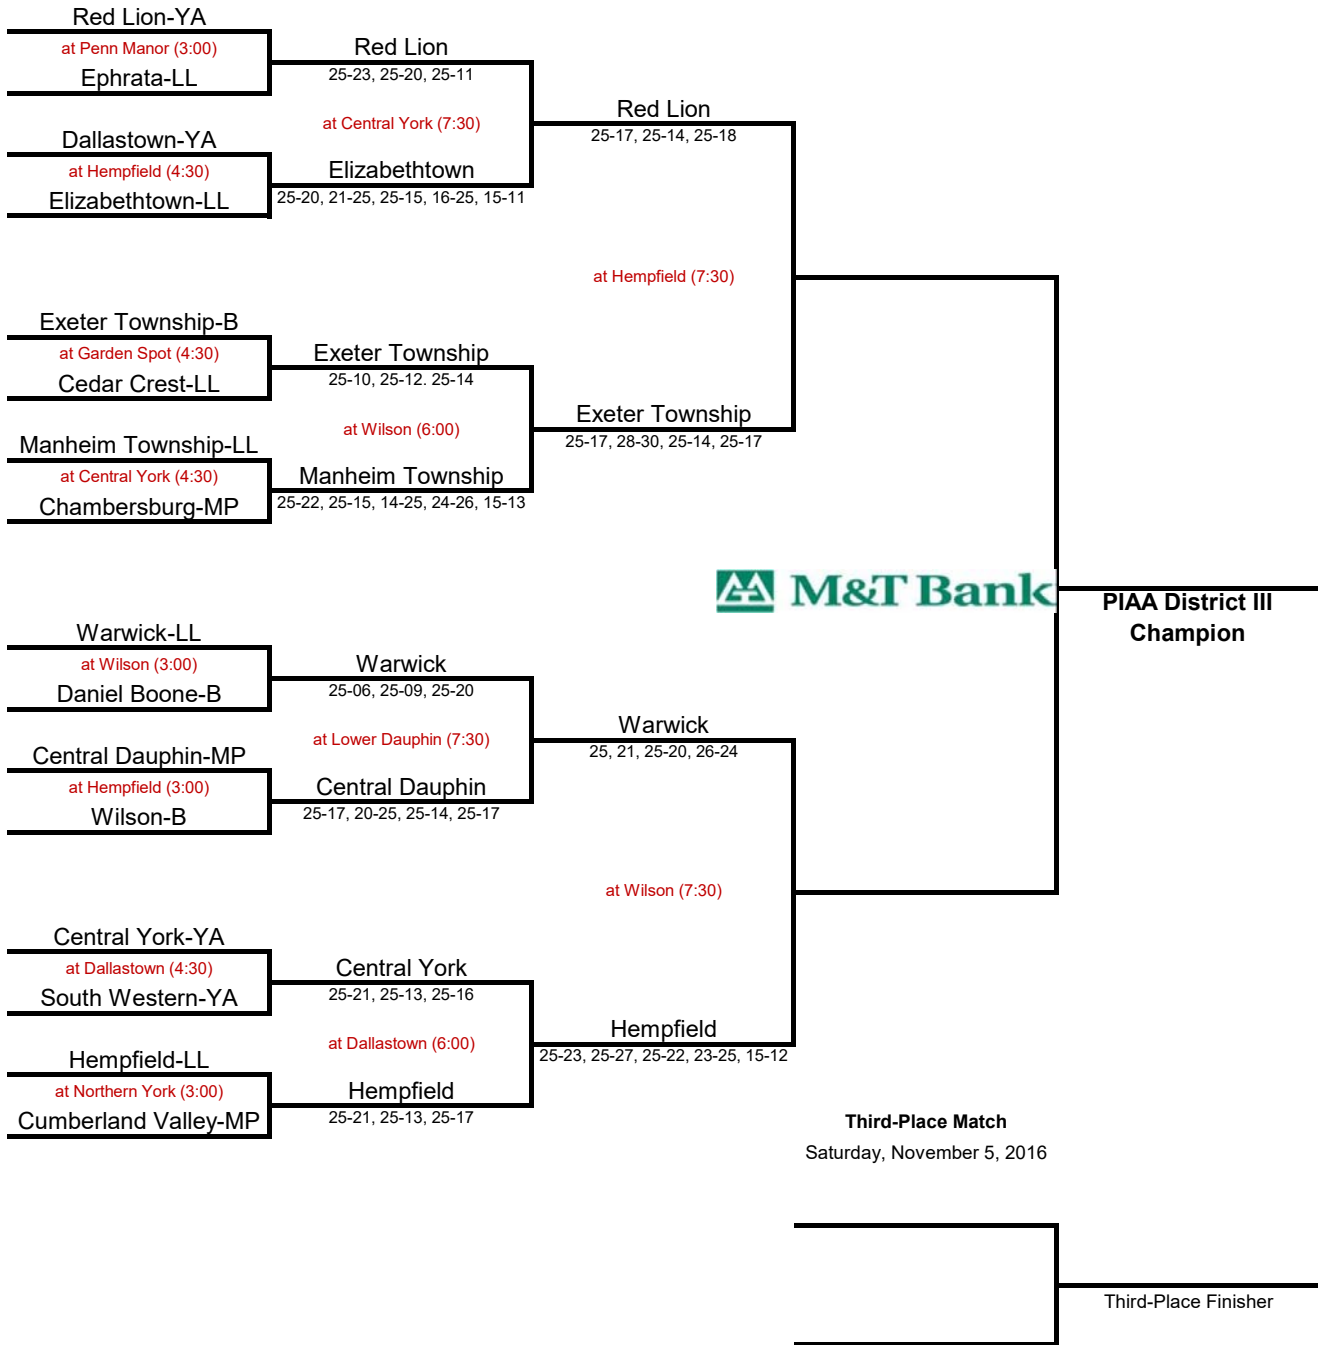 Red Lion-YA
at Penn Manor (3:00)
Ephrata-LL
Red Lion
25-23, 25-20, 25-11
at Central York (7:30)
Dallastown-YA
at Hempfield (4:30)
Elizabethtown-LL
Elizabethtown
25-20, 21-25, 25-15, 16-25, 15-11
Red Lion
25-17, 25-14, 25-18
at Hempfield (7:30)
Exeter Township-B
at Garden Spot (4:30)
Cedar Crest-LL
Exeter Township
25-10, 25-12. 25-14
at Wilson (6:00)
Manheim Township-LL
at Central York (4:30)
Chambersburg-MP
Manheim Township
25-22, 25-15, 14-25, 24-26, 15-13
Exeter Township
25-17, 28-30, 25-14, 25-17
M&T Bank
PIAA District III
Champion
Warwick-LL
at Wilson (3:00)
Daniel Boone-B
Warwick
25-06, 25-09, 25-20
at Lower Dauphin (7:30)
Central Dauphin-MP
at Hempfield (3:00)
Wilson-B
Central Dauphin
25-17, 20-25, 25-14, 25-17
Warwick
25, 21, 25-20, 26-24
at Wilson (7:30)
Central York-YA
at Dallastown (4:30)
South Western-YA
Central York
25-21, 25-13, 25-16
at Dallastown (6:00)
Hempfield-LL
at Northern York (3:00)
Cumberland Valley-MP
Hempfield
25-21, 25-13, 25-17
Hempfield
25-23, 25-27, 25-22, 23-25, 15-12
Third-Place Match
Saturday, November 5, 2016
Third-Place Finisher